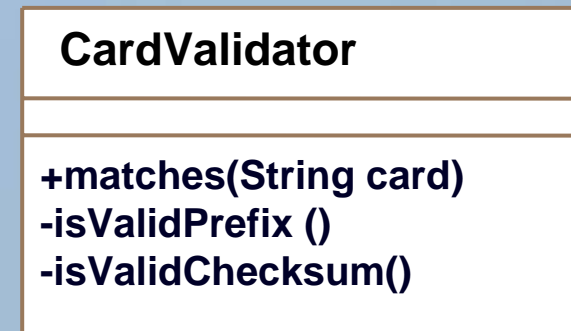 CardValidator
+matches(String card)
-isValidPrefix ()
-isValidChecksum()